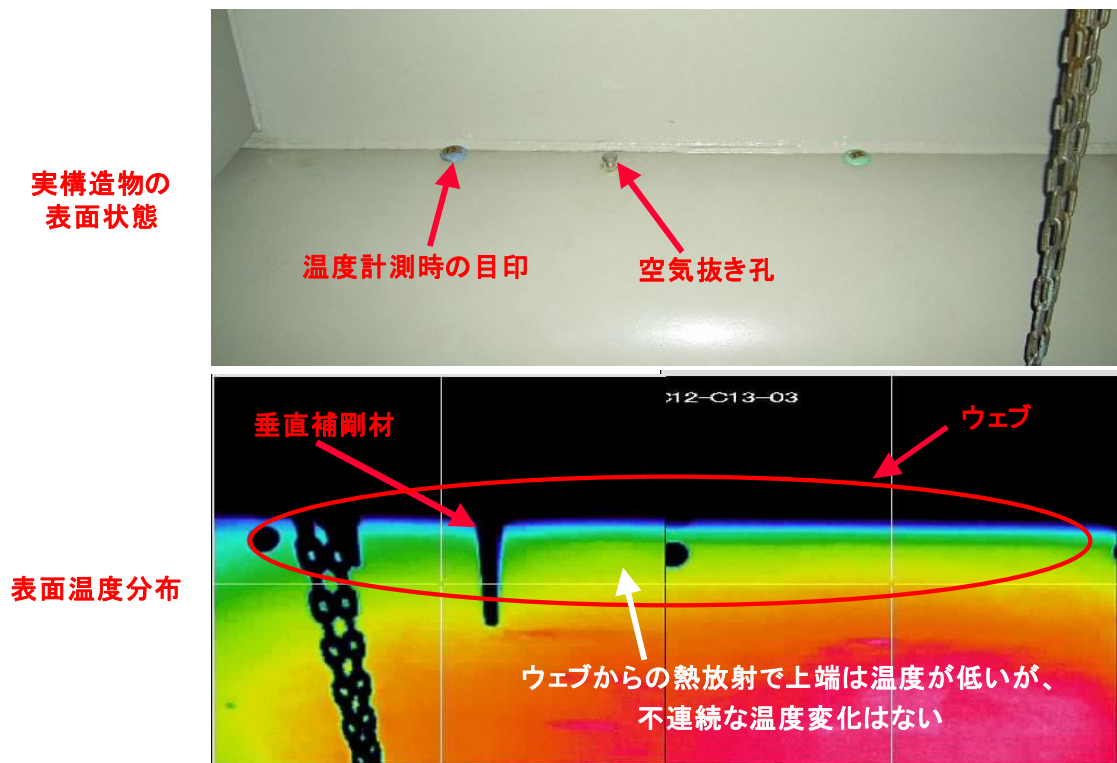 実構造物の
表面状態
温度計測時の目印
空気抜き孔
C12-C13-03
垂直補剛材
ウェブ
表面温度分布
ウェブからの熱放射で上端は温度が低いが、
不連続な温度変化はない